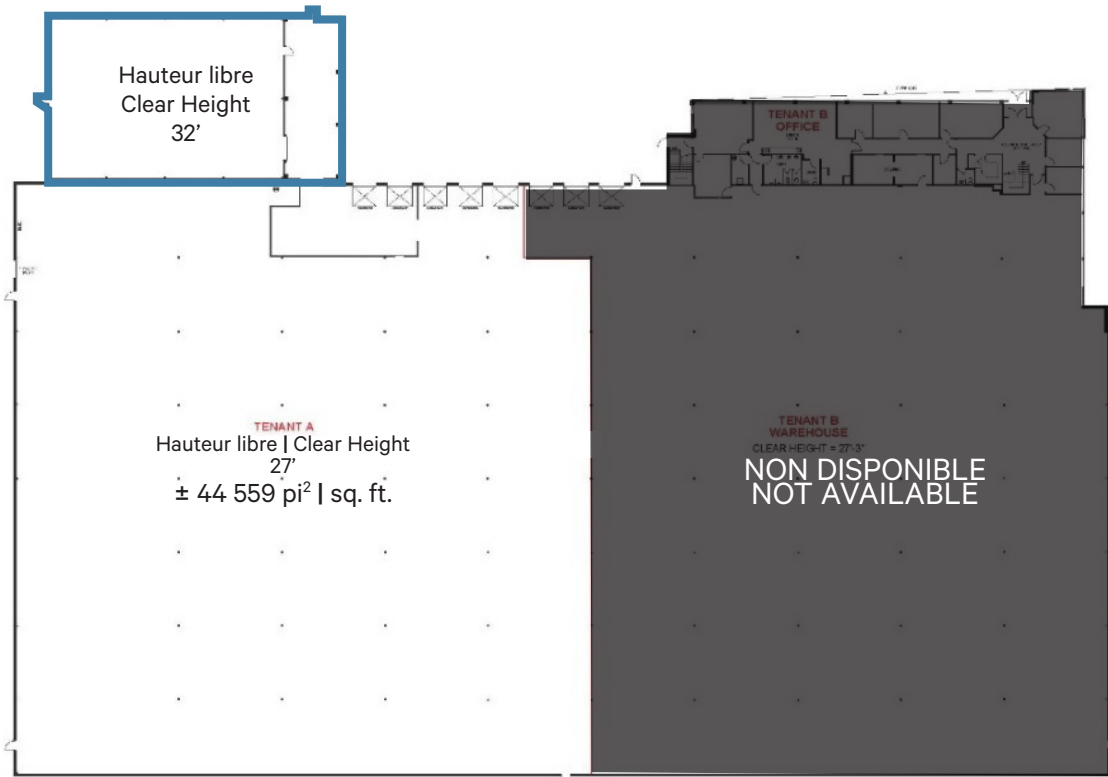 Hauteur libre
Clear Height
32’
TENANT B
OFFICE
TENANT A
Hauteur libre | Clear Height
27’
± 44 559 pi² | sq. ft.
TENANT B
WAREHOUSE
CLEAR HEIGHT = 27'-3"
NON DISPONIBLE
NOT AVAILABLE